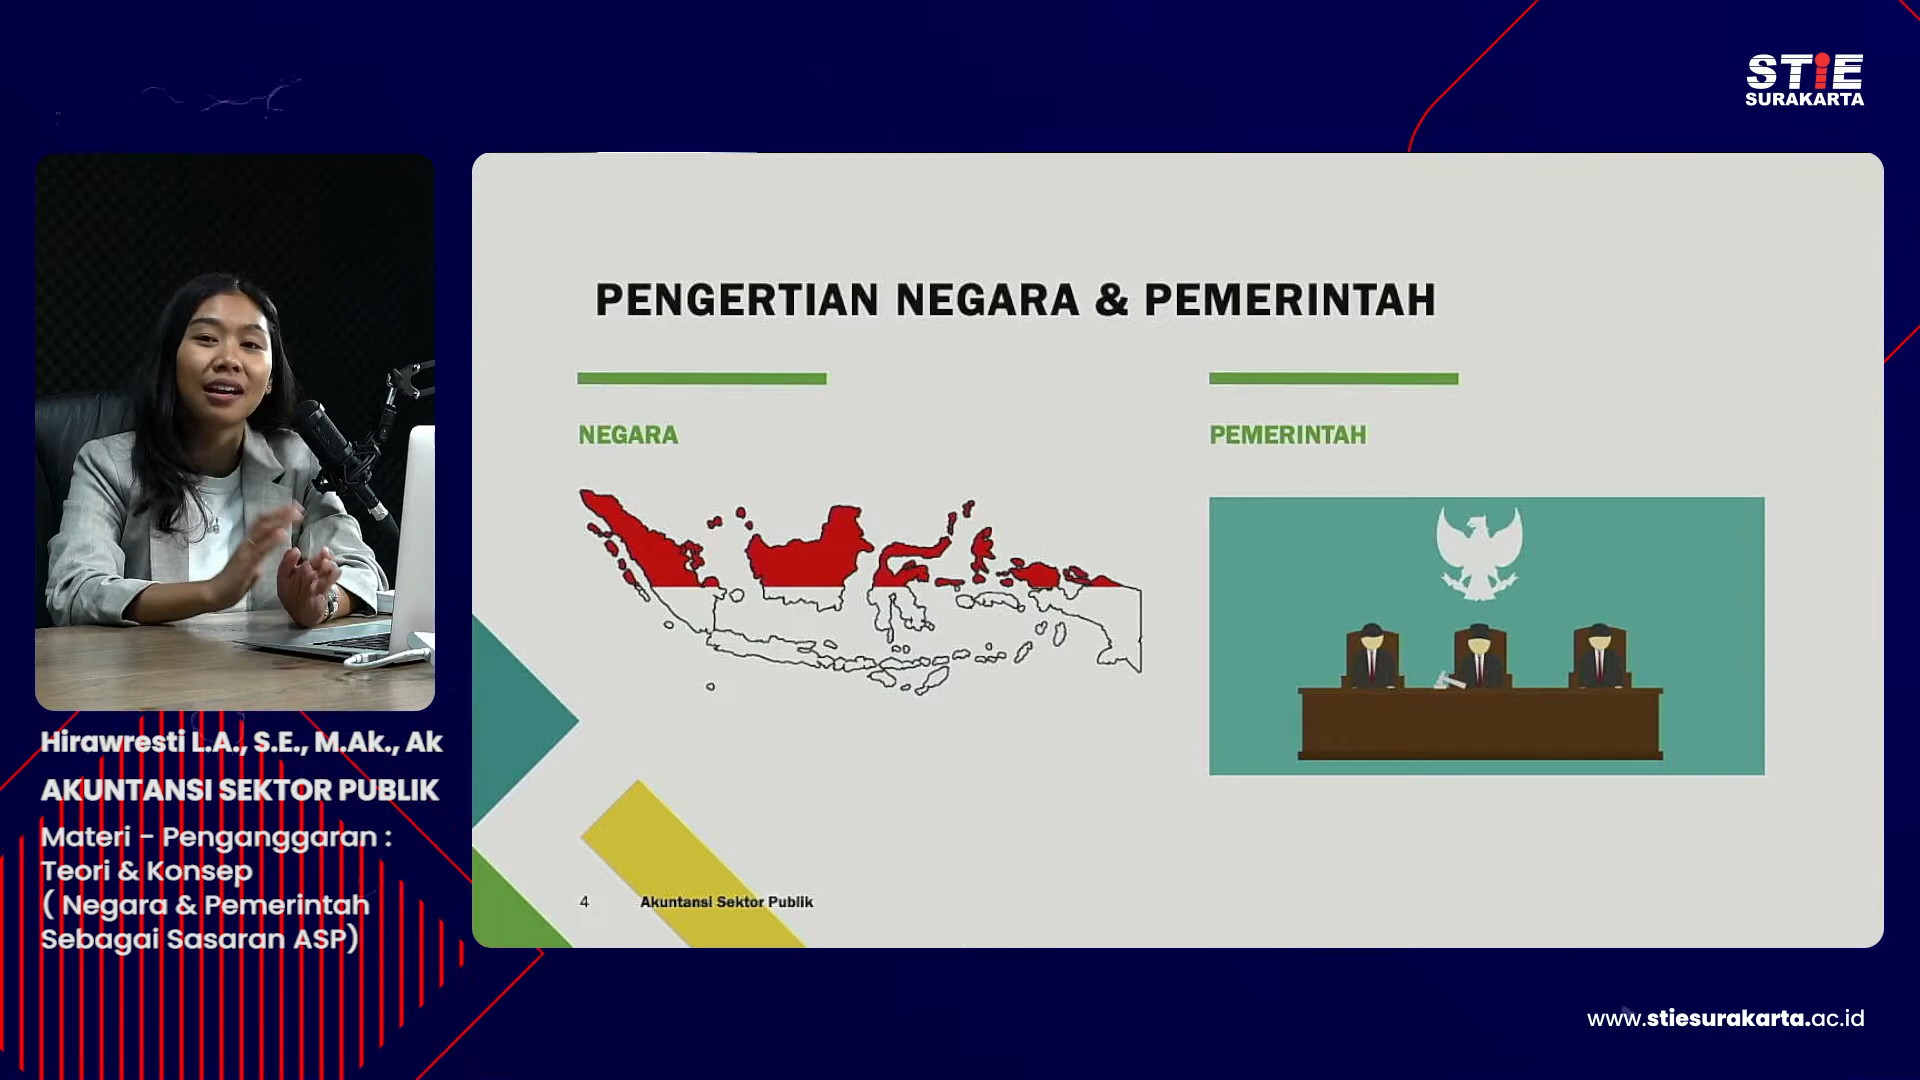 STiE
SURAKARTA
PENGERTIAN NEGARA & PEMERINTAH
NEGARA
PEMERINTAH
Hirawresti L.A., S.E., M.Ak., Ak
AKUNTANSI SEKTOR PUBLIK
Materi - Penganggaran :
Teori & Konsep
( Negara & Pemerintah
Sebagai Sasaran ASP)
4 Akuntansi Sektor Publik
www.stiesurakarta.ac.id